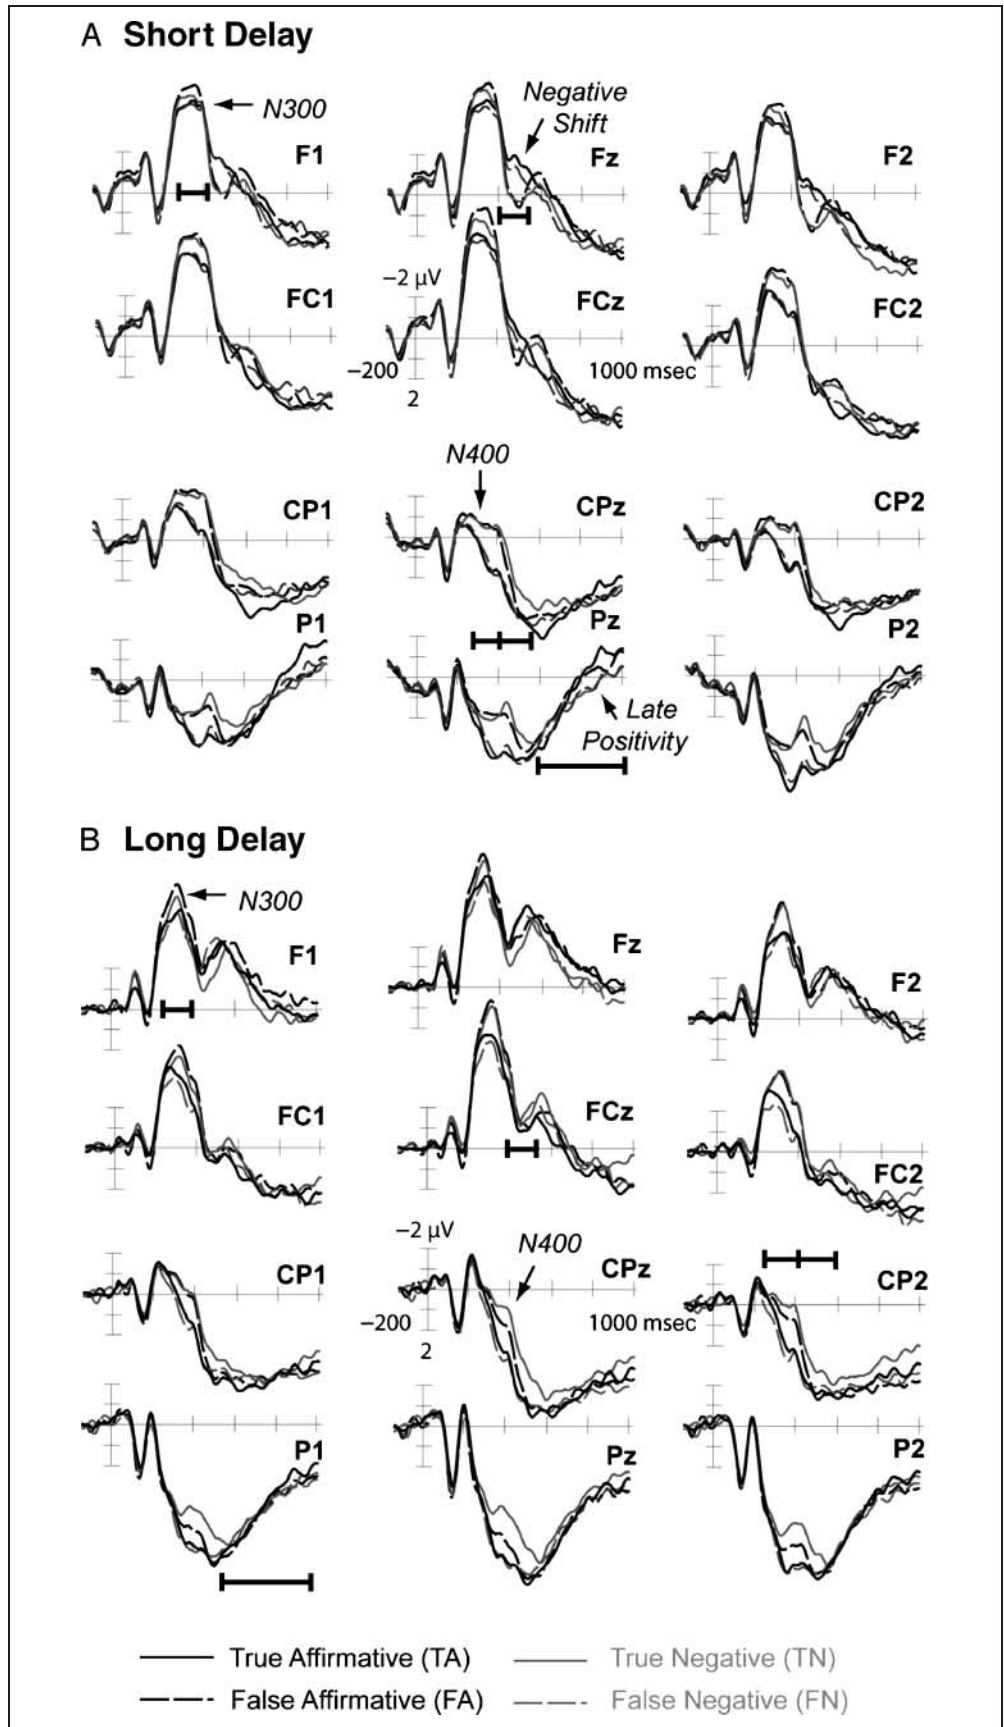 A Short Delay
N300
Negative
Shift
F1
Fz
F2
−2 µV
FC1
FCz
FC2
−200
1000 msec
2
N400
CP1
CPz
CP2
P1
Pz
P2
Late
Positivity
B Long Delay
N300
F1
Fz
F2
FC1
FCz
FC2
−2 µV
N400
CP1
CPz
CP2
−200
1000 msec
2
P1
Pz
P2
True Affirmative (TA)
True Negative (TN)
False Affirmative (FA)
False Negative (FN)